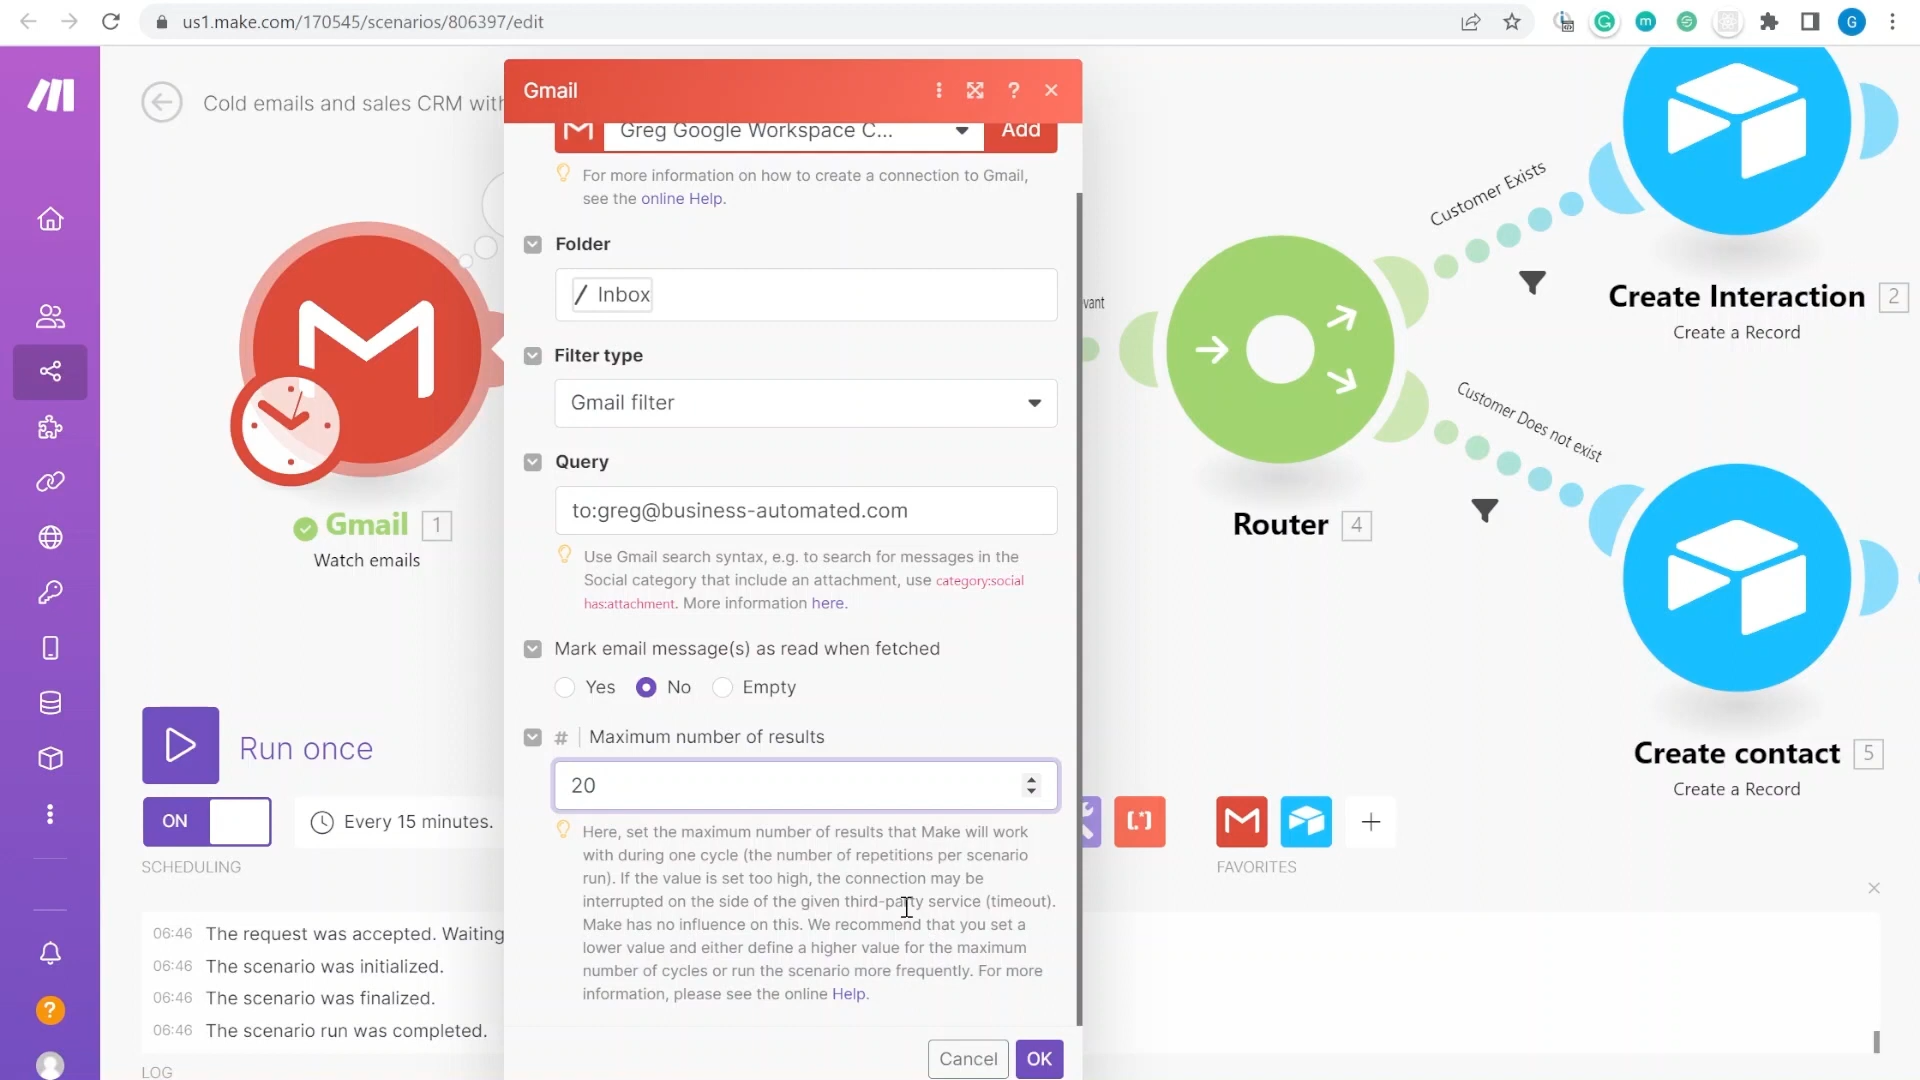 us1.make.com/170545/scenarios/806397/edit
G
Cold emails and sales CRM with
Gmail
?
Greg Google Workspace C...
Add
For more information on how to create a connection to Gmail,
see the online Help.
Folder
/ Inbox
Filter type
Gmail filter
Query
to:greg@business-automated.com
Use Gmail search syntax, e.g. to search for messages in the
Social category that include an attachment, use category:social
has:attachment. More information here.
Mark email message(s) as read when fetched
Yes
No
Empty
# Maximum number of results
20
Here, set the maximum number of results that Make will work
with during one cycle (the number of repetitions per scenario
run). If the value is set too high, the connection may be
interrupted on the side of the given third-party service (timeout).
Make has no influence on this. We recommend that you set a
lower value and either define a higher value for the maximum
number of cycles or run the scenario more frequently. For more
information, please see the online Help.
Cancel
OK
Gmail 1
Watch emails
Run once
ON
Every 15 minutes.
SCHEDULING
06:46 The request was accepted. Waiting
06:46 The scenario was initialized.
06:46 The scenario was finalized.
06:46 The scenario run was completed.
LOG
?
vant
Router 4
Customer Exists
Create Interaction 2
Create a Record
Customer Does not exist
Create contact 5
Create a Record
FAVORITES